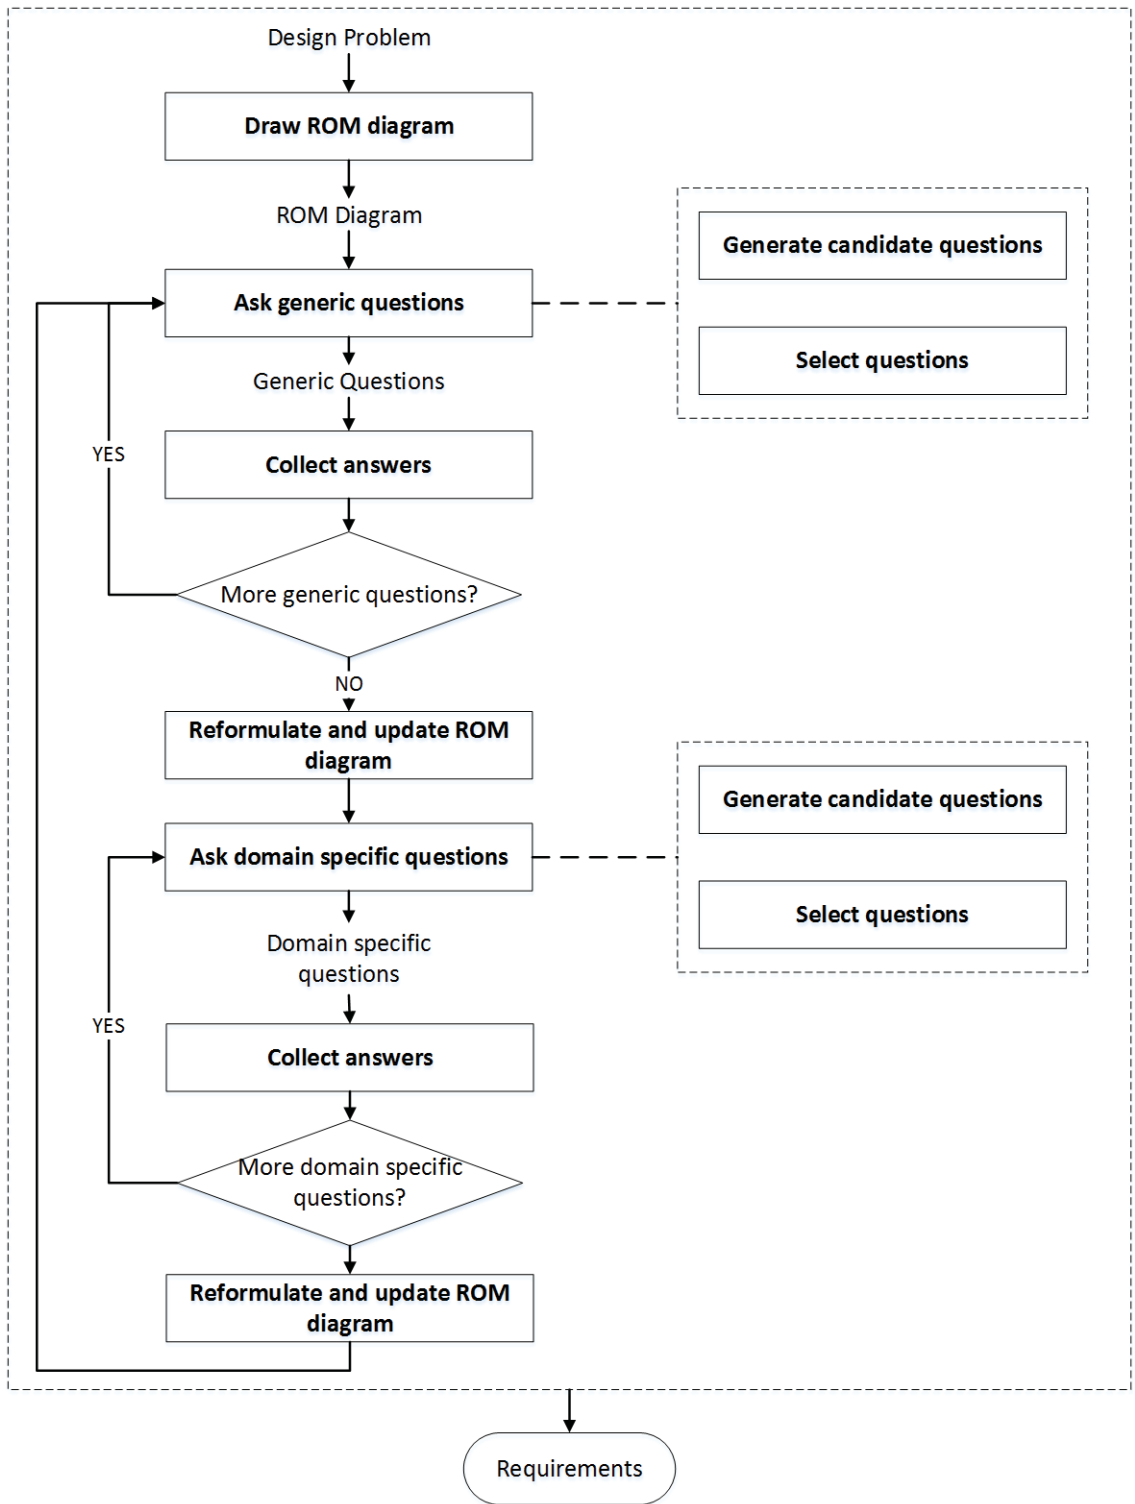 Design Problem
Draw ROM diagram
ROM Diagram
Ask generic questions
Generate candidate questions
Select questions
Generic Questions
Collect answers
YES
More generic questions?
NO
Reformulate and update ROM
diagram
Ask domain specific questions
Generate candidate questions
Select questions
Domain specific
questions
YES
Collect answers
More domain specific
questions?
Reformulate and update ROM
diagram
Requirements